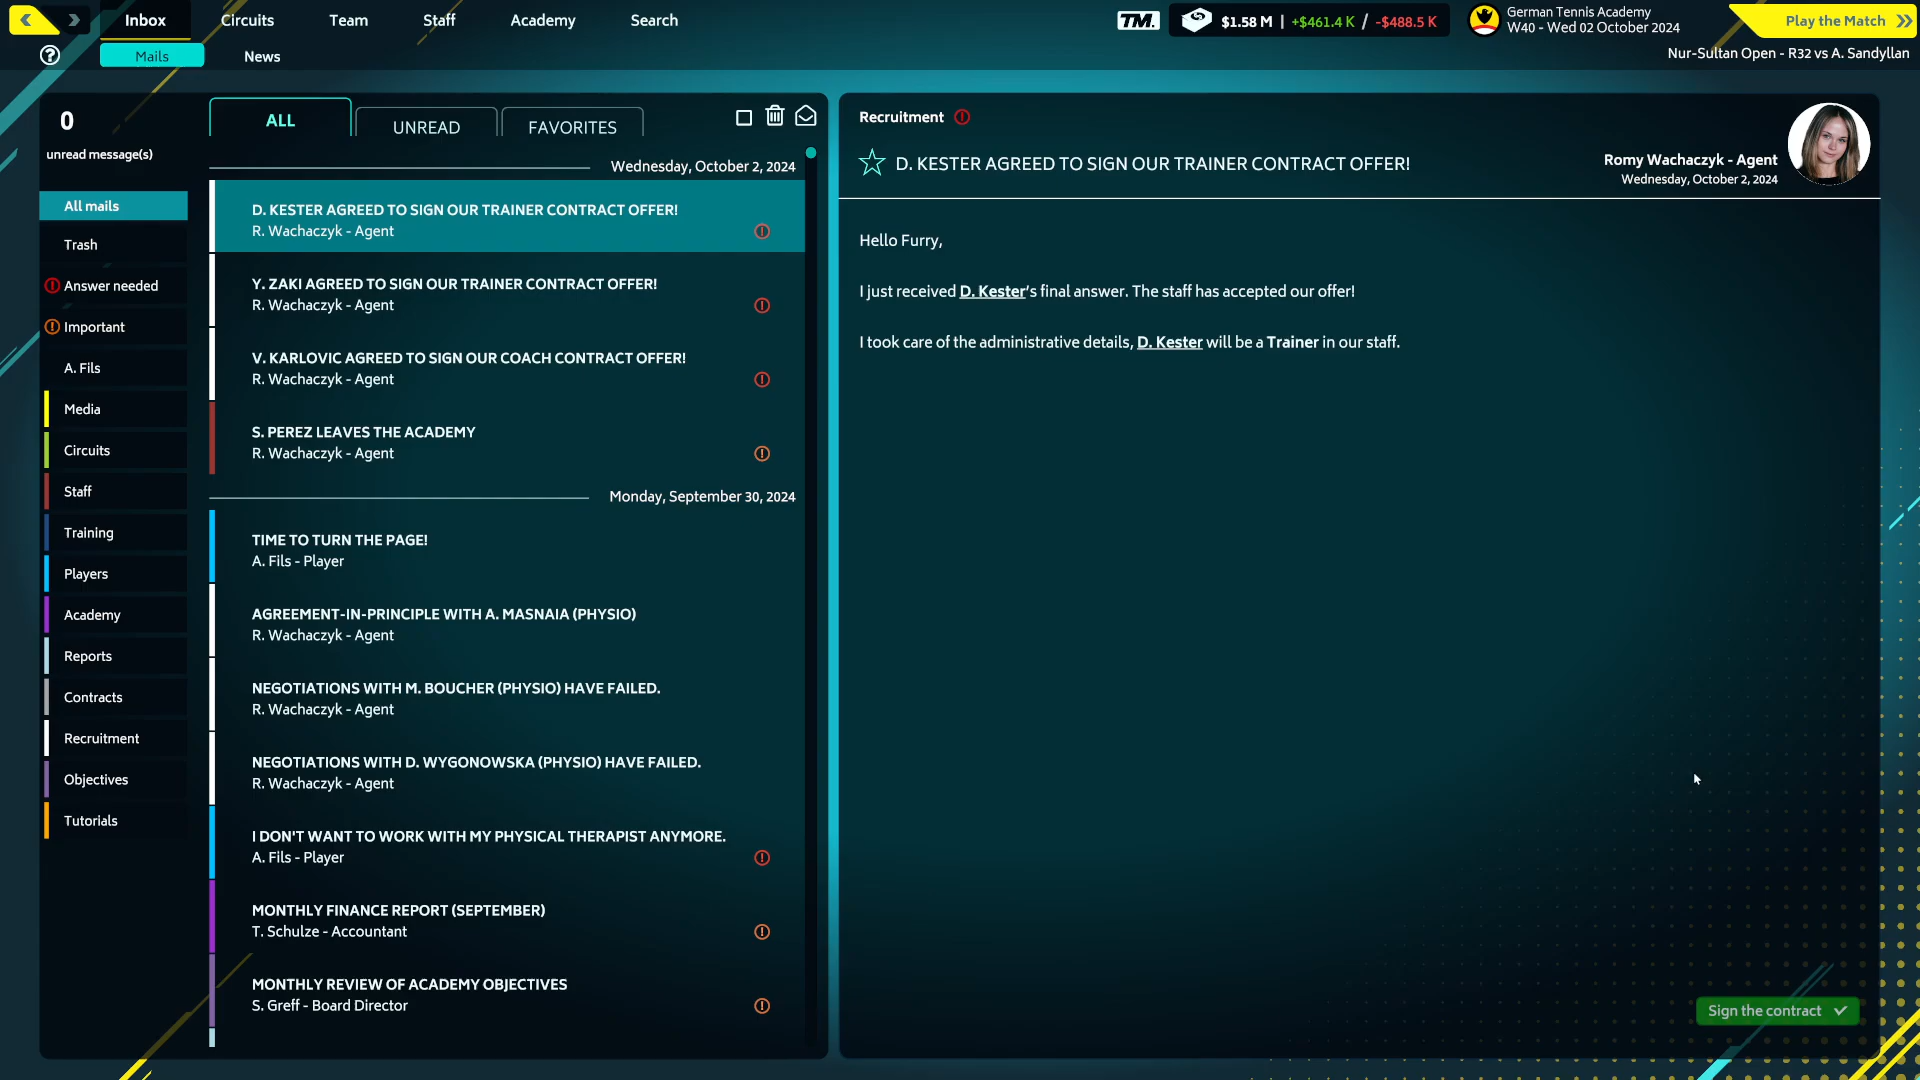 Inbox
Circuits
Team
Staff
Academy
Search
TM.
$1.58 M | +$461.4 K / -$488.5 K
German Tennis Academy
W40 - Wed 02 October 2024
Play the Match
Mails
News
Nur-Sultan Open - R32 vs A. Sandyllan
0
unread message(s)
All mails
Trash
Answer needed
Important
A. Fils
Media
Circuits
Staff
Training
Players
Academy
Reports
Contracts
Recruitment
Objectives
Tutorials
ALL
UNREAD
FAVORITES
Wednesday, October 2, 2024
D. KESTER AGREED TO SIGN OUR TRAINER CONTRACT OFFER!
R. Wachaczyk - Agent
Y. ZAKI AGREED TO SIGN OUR TRAINER CONTRACT OFFER!
R. Wachaczyk - Agent
V. KARLOVIC AGREED TO SIGN OUR COACH CONTRACT OFFER!
R. Wachaczyk - Agent
S. PEREZ LEAVES THE ACADEMY
R. Wachaczyk - Agent
Monday, September 30, 2024
TIME TO TURN THE PAGE!
A. Fils - Player
AGREEMENT-IN-PRINCIPLE WITH A. MASNAIA (PHYSIO)
R. Wachaczyk - Agent
NEGOTIATIONS WITH M. BOUCHER (PHYSIO) HAVE FAILED.
R. Wachaczyk - Agent
NEGOTIATIONS WITH D. WYGONOWSKA (PHYSIO) HAVE FAILED.
R. Wachaczyk - Agent
I DON'T WANT TO WORK WITH MY PHYSICAL THERAPIST ANYMORE.
A. Fils - Player
MONTHLY FINANCE REPORT (SEPTEMBER)
T. Schulze - Accountant
MONTHLY REVIEW OF ACADEMY OBJECTIVES
S. Greff - Board Director
Recruitment
D. KESTER AGREED TO SIGN OUR TRAINER CONTRACT OFFER!
Romy Wachaczyk - Agent
Wednesday, October 2, 2024
Hello Furry,
I just received D. Kester's final answer. The staff has accepted our offer!
I took care of the administrative details, D. Kester will be a Trainer in our staff.
Sign the contract